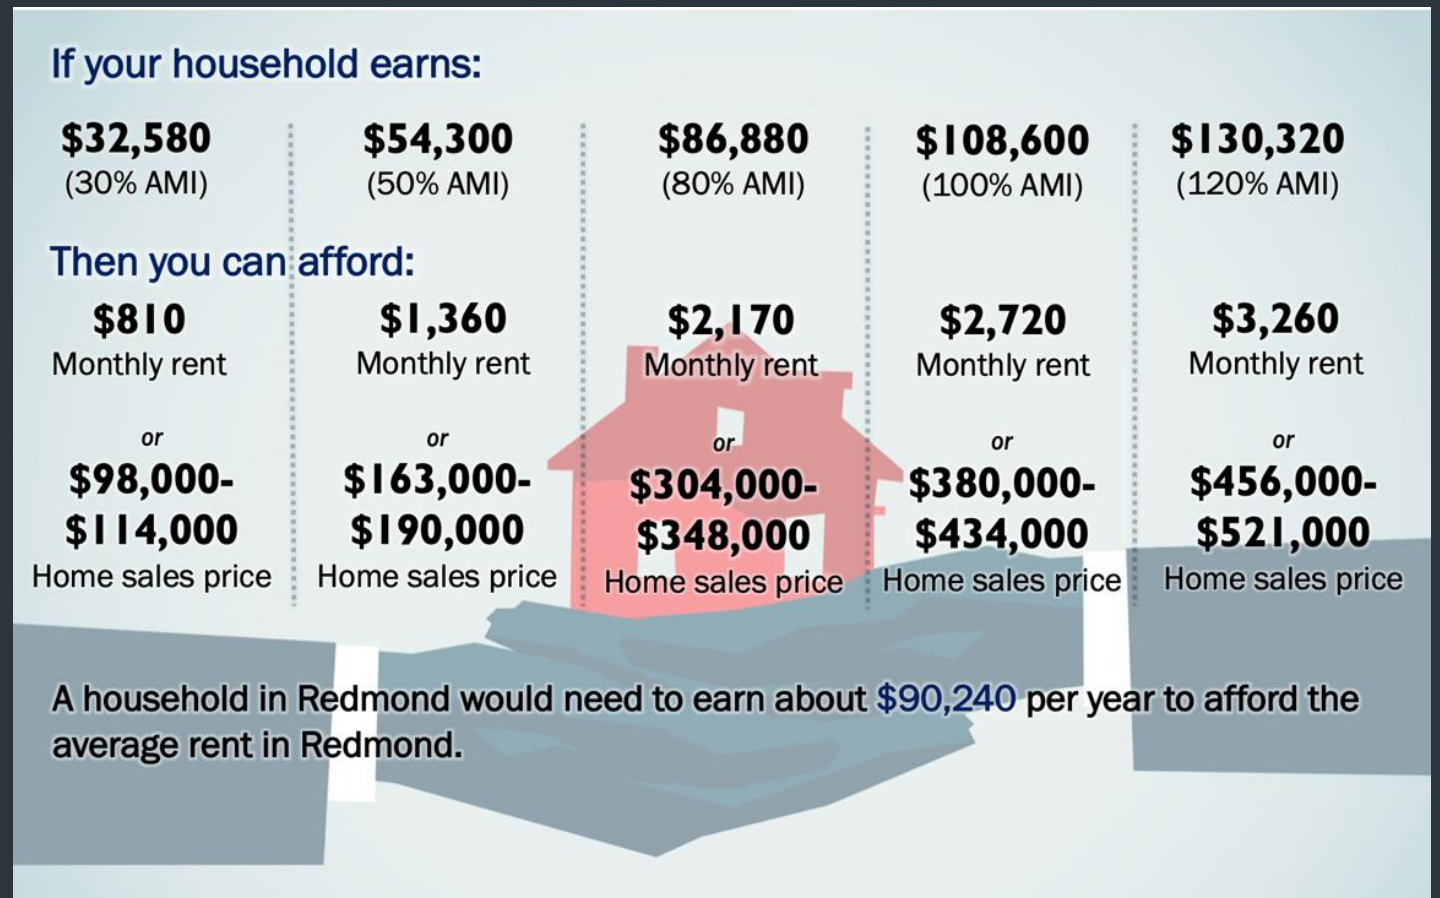 If your household earns:
$32,580 $54,300 $86,880 $108,600 $130,320
(30% AMI) (50% AMI) (80% AMI) (100% AMI) (120% AMI)
Then you can afford:
$810 $1,360 $2,170 $2,720 $3,260
Monthly rent Monthly rent Monthly rent Monthly rent Monthly rent
or or or or or
$98,000- $163,000- $304,000- $380,000- $456,000-
$114,000 $190,000 $348,000 $434,000 $521,000
Home sales price Home sales price Home sales price Home sales price Home sales price
A household in Redmond would need to earn about $90,240 per year to afford the
average rent in Redmond.